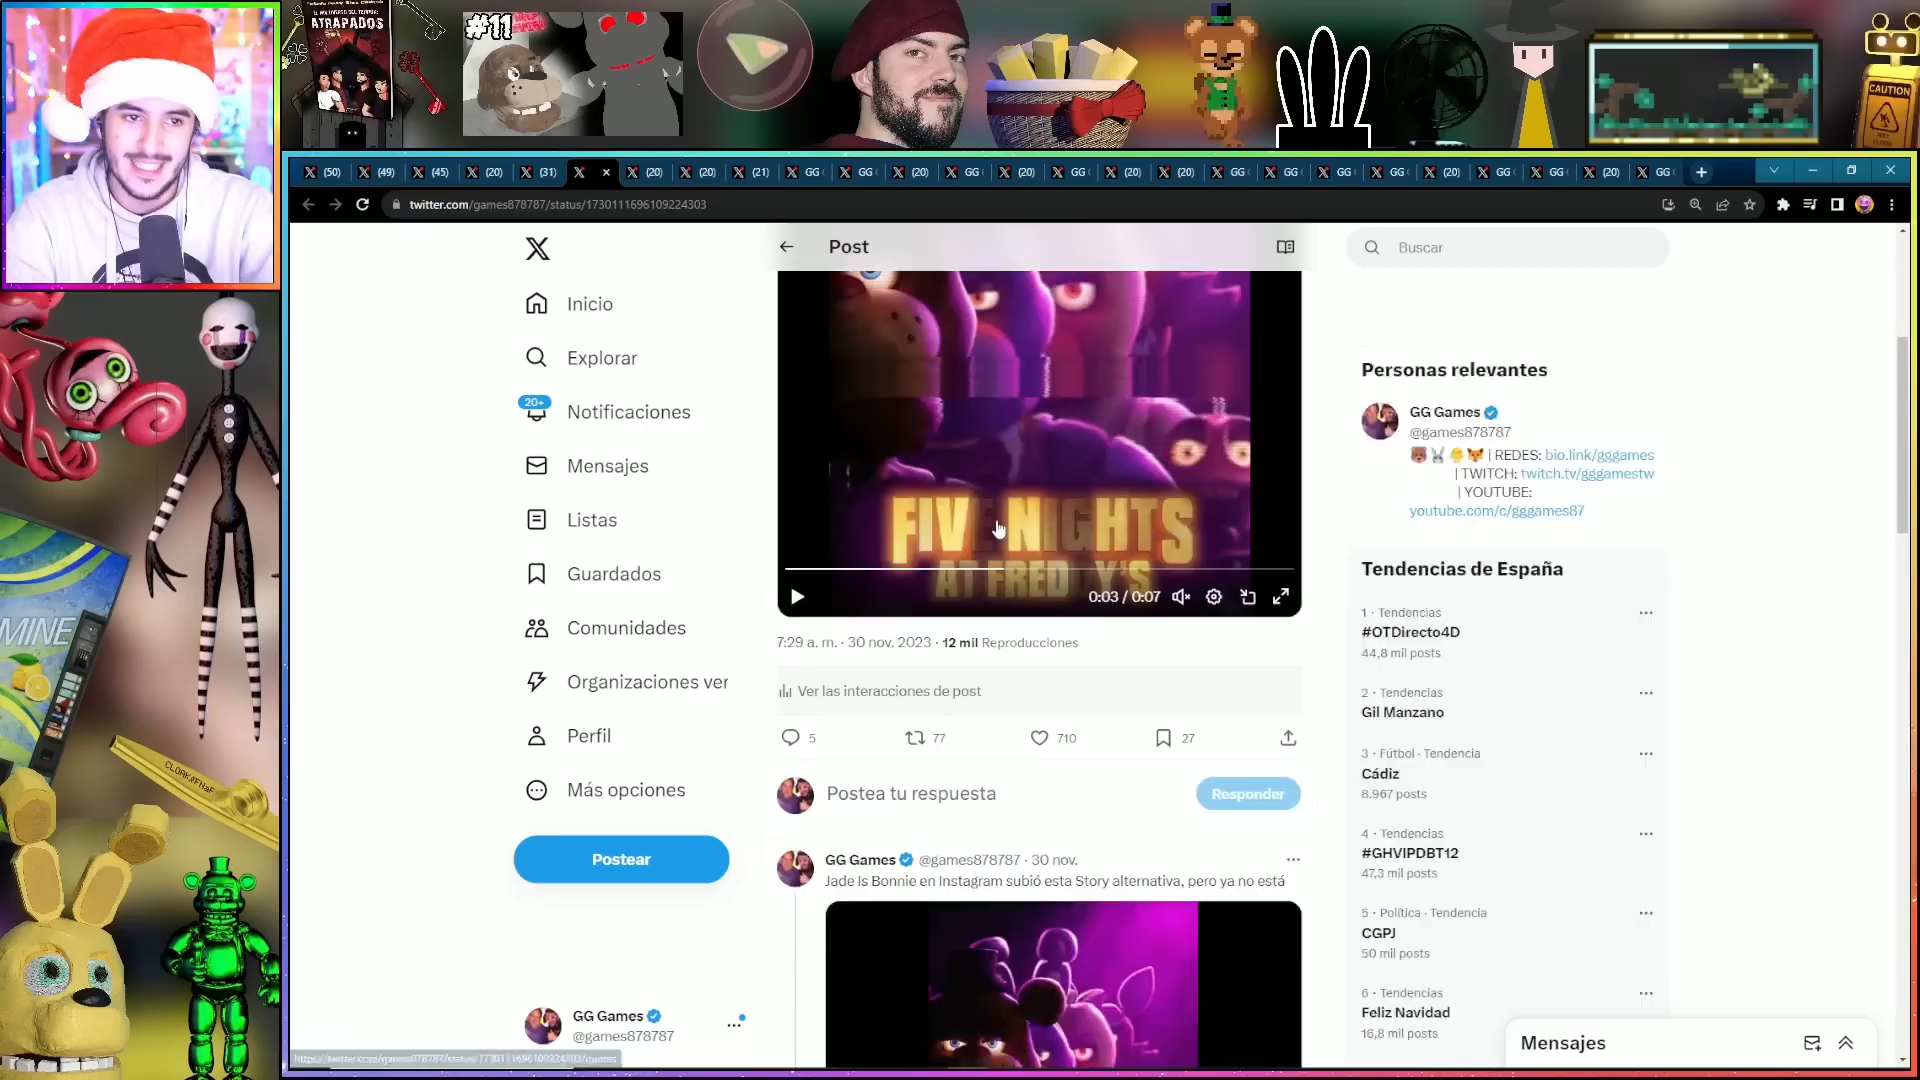 ATRAPADOS
#11
CAUTION
(50)
(49)
(45)
(20)
(31)
(20)
(20)
(21)
GG
GG
(20)
GG
(20)
GG
(20)
(20)
GG
GG
GG
GG
(20)
GG
GG
(20)
GG
twitter.com/games878787/status/1730111696109224303
Post
Buscar
Inicio
Explorar
20+
Notificaciones
Mensajes
Listas
Guardados
Comunidades
Organizaciones ver
Perfil
Más opciones
Postear
GG Games
@games878787
FIVE NIGHTS
AT FREDDY'S
0:03 / 0:07
7:29 a. m. · 30 nov. 2023 · 12 mil Reproducciones
Ver las interacciones de post
5
77
710
27
Postea tu respuesta
Responder
GG Games @games878787 · 30 nov.
Jade Is Bonnie en Instagram subió esta Story alternativa, pero ya no está
Personas relevantes
GG Games
@games878787
| REDES: bio.link/gggames
| TWITCH: twitch.tv/gggamestw
| YOUTUBE:
youtube.com/c/gggames87
Tendencias de España
1 · Tendencias
#OTDirecto4D
44,8 mil posts
2 · Tendencias
Gil Manzano
3 · Fútbol · Tendencia
Cádiz
8.967 posts
4 · Tendencias
#GHVIPDBT12
47,3 mil posts
5 · Política · Tendencia
CGPJ
50 mil posts
6 · Tendencias
Feliz Navidad
16,8 mil posts
Mensajes
MINE
CLOAK//FNAF